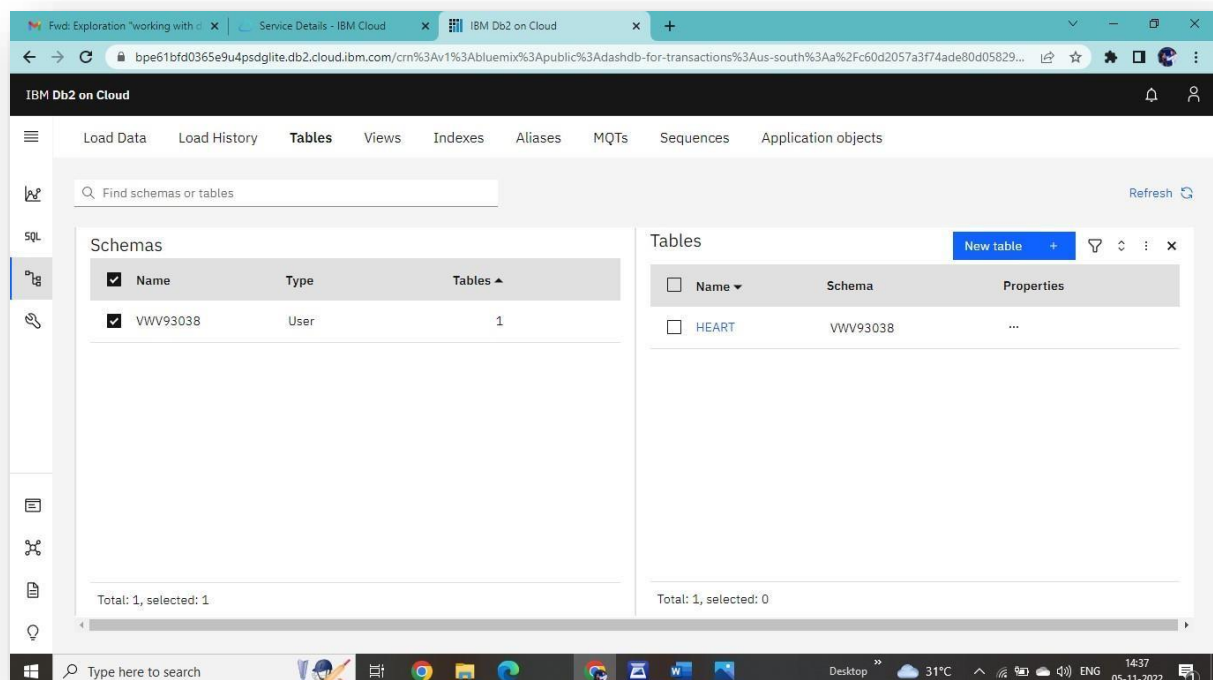 Fwd: Exploration "working with d
Service Details - IBM Cloud
IBM Db2 on Cloud
bpe61bfd0365e9u4psdglite.db2.cloud.ibm.com/crn%3Av1%3Abluemix%3Apublic%3Adashdb-for-transactions%3Aus-south%3Aa%2Fc60d2057a3f74ade80d05829...
IBM Db2 on Cloud
Load Data Load History Tables Views Indexes Aliases MQTs Sequences Application objects
Find schemas or tables
Refresh
SQL
Schemas
Name Type Tables
VWV93038 User 1
Total: 1, selected: 1
Tables
New table +
Name Schema Properties
HEART VWV93038 ...
Total: 1, selected: 0
Type here to search
Desktop » 31°C ENG 14:37
05-11-2022